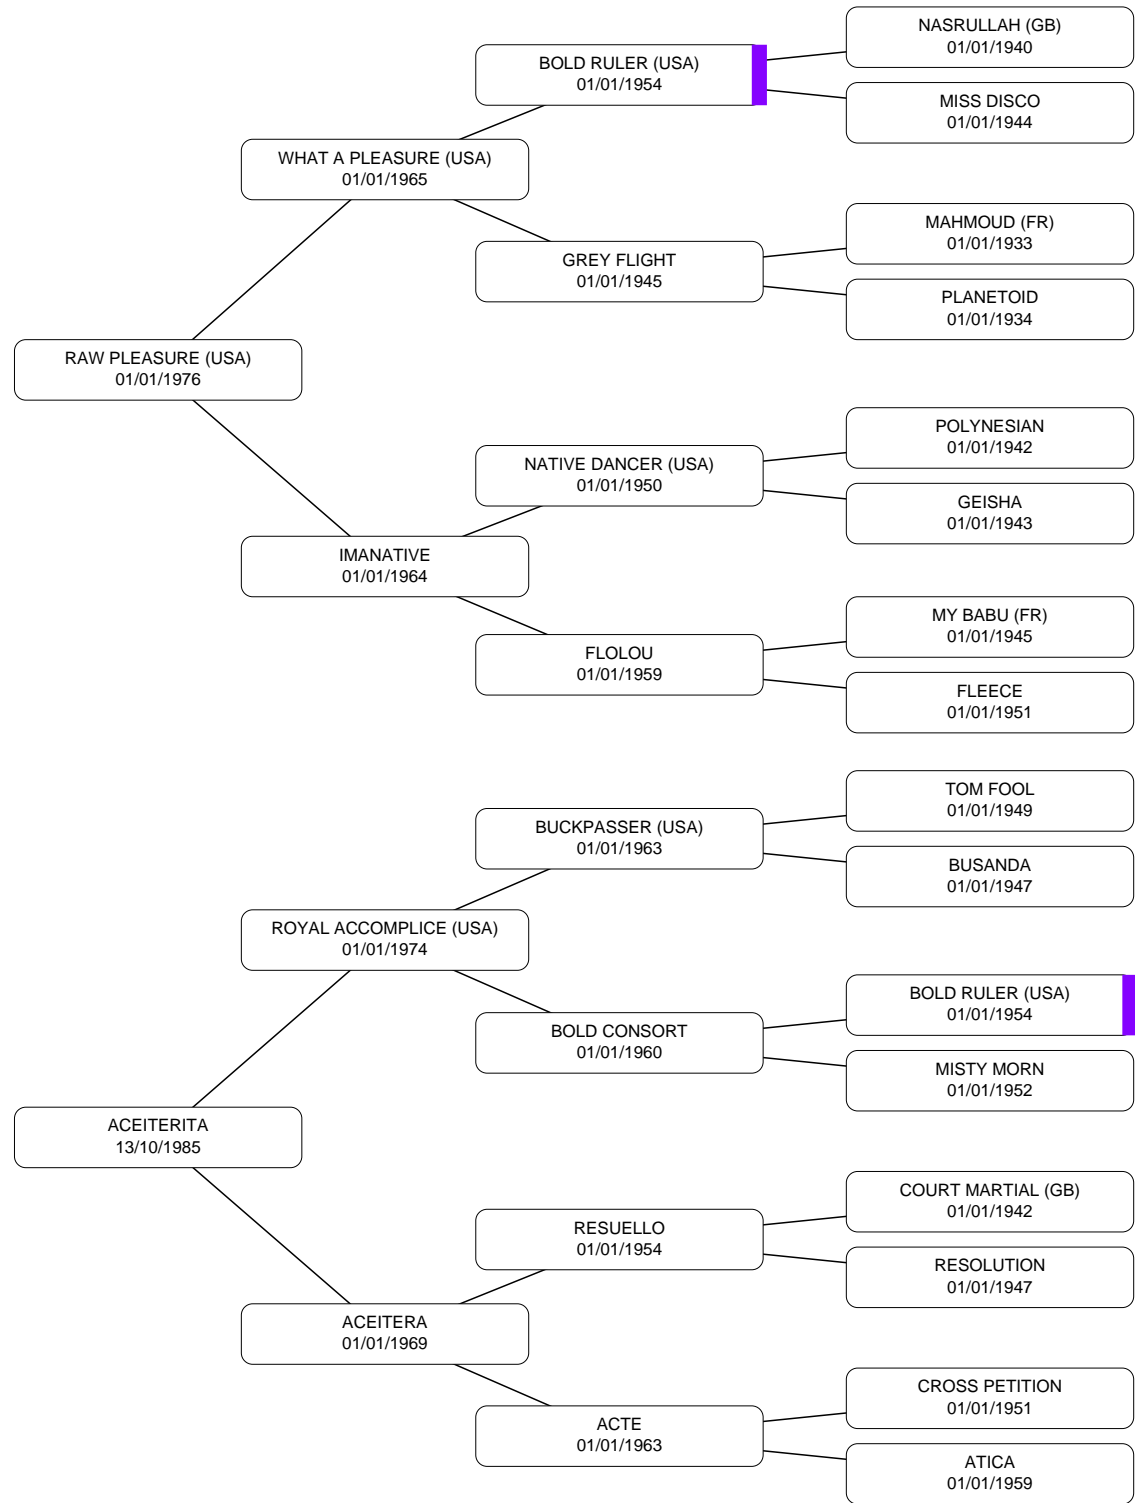 NASRULLAH (GB)
01/01/1940
BOLD RULER (USA)
01/01/1954
MISS DISCO
01/01/1944
WHAT A PLEASURE (USA)
01/01/1965
MAHMOUD (FR)
01/01/1933
GREY FLIGHT
01/01/1945
PLANETOID
01/01/1934
RAW PLEASURE (USA)
01/01/1976
POLYNESIAN
01/01/1942
NATIVE DANCER (USA)
01/01/1950
GEISHA
01/01/1943
IMANATIVE
01/01/1964
MY BABU (FR)
01/01/1945
FLOLOU
01/01/1959
FLEECE
01/01/1951
TOM FOOL
01/01/1949
BUCKPASSER (USA)
01/01/1963
BUSANDA
01/01/1947
ROYAL ACCOMPLICE (USA)
01/01/1974
BOLD RULER (USA)
01/01/1954
BOLD CONSORT
01/01/1960
MISTY MORN
01/01/1952
ACEITERITA
13/10/1985
COURT MARTIAL (GB)
01/01/1942
RESUELLO
01/01/1954
RESOLUTION
01/01/1947
ACEITERA
01/01/1969
CROSS PETITION
01/01/1951
ACTE
01/01/1963
ATICA
01/01/1959